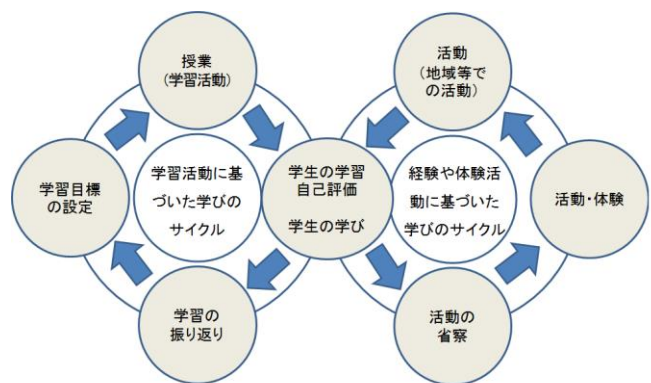 授業
(学習活動)
活動
(地域等で
の活動)
学習目標
の設定
学習活動に基
づいた学びの
サイクル
学生の学習
自己評価
学生の学び
経験や体験活
動に基づいた
学びのサイクル
活動・体験
学習の
振り返り
活動の
省察